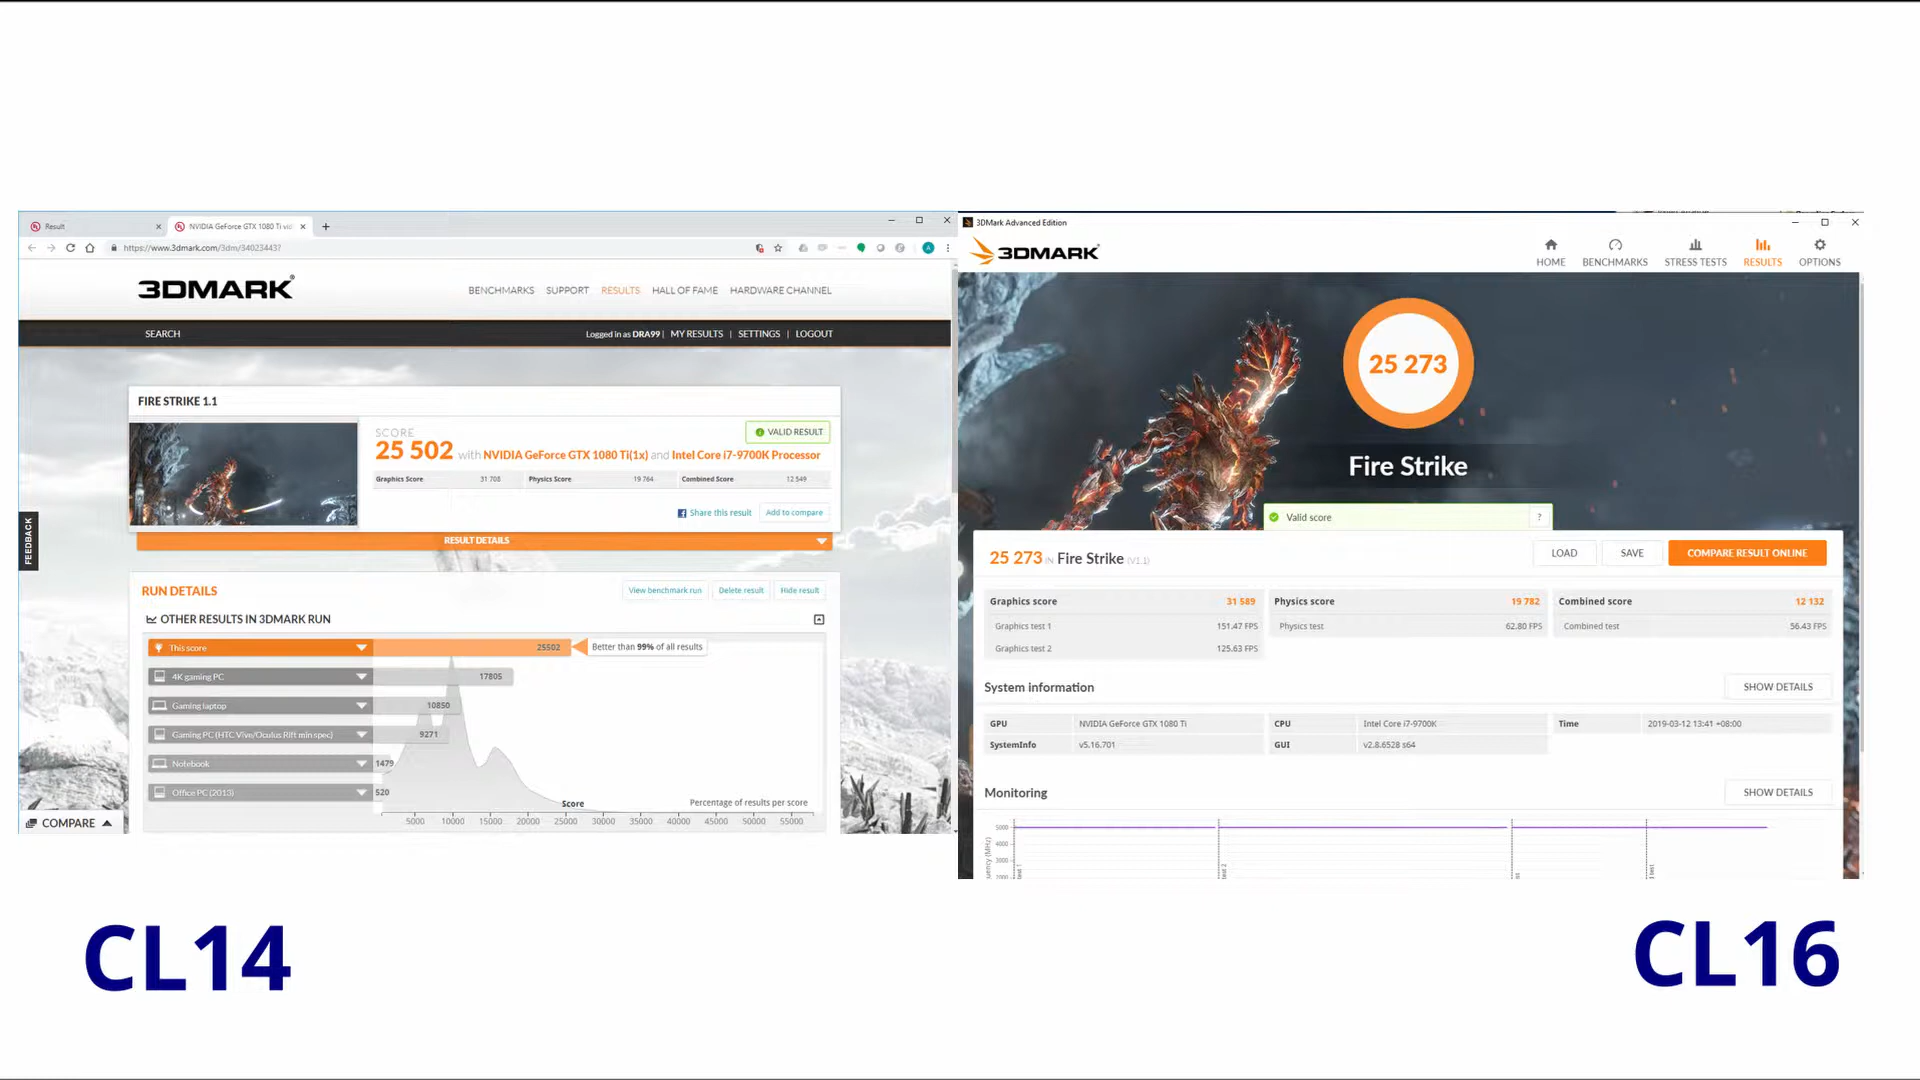 Result
NVIDIA GeForce GTX 1080 Ti vid
https://www.3dmark.com/3dm/34023443?
3DMARK®
BENCHMARKS SUPPORT RESULTS HALL OF FAME HARDWARE CHANNEL
SEARCH
Logged in as DRA99 | MY RESULTS | SETTINGS | LOGOUT
FIRE STRIKE 1.1
SCORE
VALID RESULT
25 502 with NVIDIA GeForce GTX 1080 Ti(1x) and Intel Core i7-9700K Processor
Graphics Score 31 708 Physics Score 19 764 Combined Score 12 549
Share this result Add to compare
RESULT DETAILS
FEEDBACK
RUN DETAILS
View benchmark run Delete result Hide result
OTHER RESULTS IN 3DMARK RUN
This score 25502 Better than 99% of all results
4K gaming PC 17805
Gaming laptop 10850
Gaming PC (HTC Vive/Oculus Rift min spec) 9271
Notebook 1479
Office PC (2013) 520
Score Percentage of results per score
5000 10000 15000 20000 25000 30000 35000 40000 45000 50000 55000
COMPARE
3DMark Advanced Edition
3DMARK®
HOME BENCHMARKS STRESS TESTS RESULTS OPTIONS
25 273
Fire Strike
Valid score ?
25 273 IN Fire Strike (V1.1)
LOAD SAVE COMPARE RESULT ONLINE
Graphics score 31 589 Physics score 19 782 Combined score 12 132
Graphics test 1 151.47 FPS Physics test 62.80 FPS Combined test 56.43 FPS
Graphics test 2 125.63 FPS
System information SHOW DETAILS
GPU NVIDIA GeForce GTX 1080 Ti CPU Intel Core i7-9700K Time 2019-03-12 13:41 +08:00
SystemInfo v5.16.701 GUI v2.8.6528 s64
Monitoring SHOW DETAILS
5000
4000
3000
2000
CL14
CL16